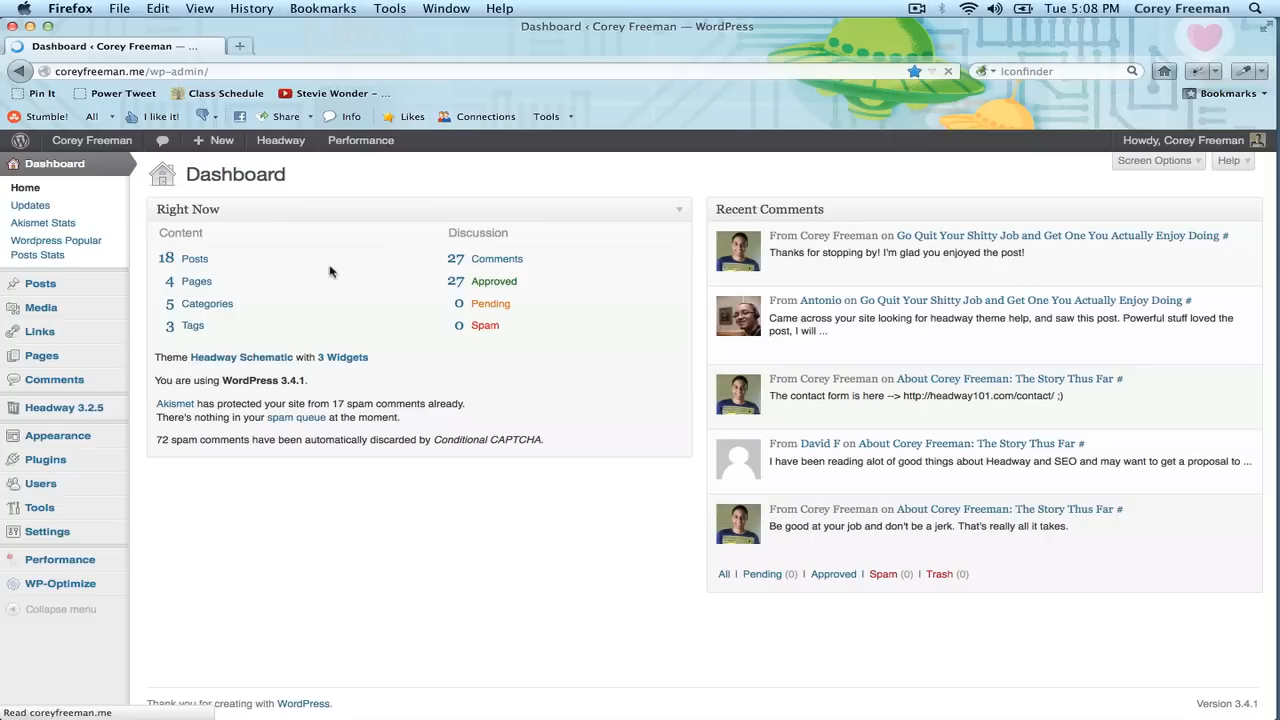 Firefox File Edit View History Bookmarks Tools Window Help Tue 5:08 PM Corey Freeman
Dashboard ‹ Corey Freeman — WordPress
Dashboard ‹ Corey Freeman — ... +
coreyfreeman.me/wp-admin/ Iconfinder
Pin It Power Tweet Class Schedule Stevie Wonder – ... Bookmarks
Stumble! All I like it! Share Info Likes Connections Tools
Corey Freeman + New Headway Performance Howdy, Corey Freeman
Screen Options Help
Dashboard
Home
Updates
Akismet Stats
Wordpress Popular
Posts Stats
Posts
Media
Links
Pages
Comments
Headway 3.2.5
Appearance
Plugins
Users
Tools
Settings
Performance
WP-Optimize
Collapse menu
Dashboard
Right Now
Content Discussion
18 Posts 27 Comments
4 Pages 27 Approved
5 Categories 0 Pending
3 Tags 0 Spam
Theme Headway Schematic with 3 Widgets
You are using WordPress 3.4.1.
Akismet has protected your site from 17 spam comments already.
There's nothing in your spam queue at the moment.
72 spam comments have been automatically discarded by Conditional CAPTCHA.
Recent Comments
From Corey Freeman on Go Quit Your Shitty Job and Get One You Actually Enjoy Doing #
Thanks for stopping by! I'm glad you enjoyed the post!
From Antonio on Go Quit Your Shitty Job and Get One You Actually Enjoy Doing #
Came across your site looking for headway theme help, and saw this post. Powerful stuff loved the
post, I will ...
From Corey Freeman on About Corey Freeman: The Story Thus Far #
The contact form is here --> http://headway101.com/contact/ ;)
From David F on About Corey Freeman: The Story Thus Far #
I have been reading alot of good things about Headway and SEO and may want to get a proposal to ...
From Corey Freeman on About Corey Freeman: The Story Thus Far #
Be good at your job and don't be a jerk. That's really all it takes.
All | Pending (0) | Approved | Spam (0) | Trash (0)
Thank you for creating with WordPress. Version 3.4.1
Read coreyfreeman.me